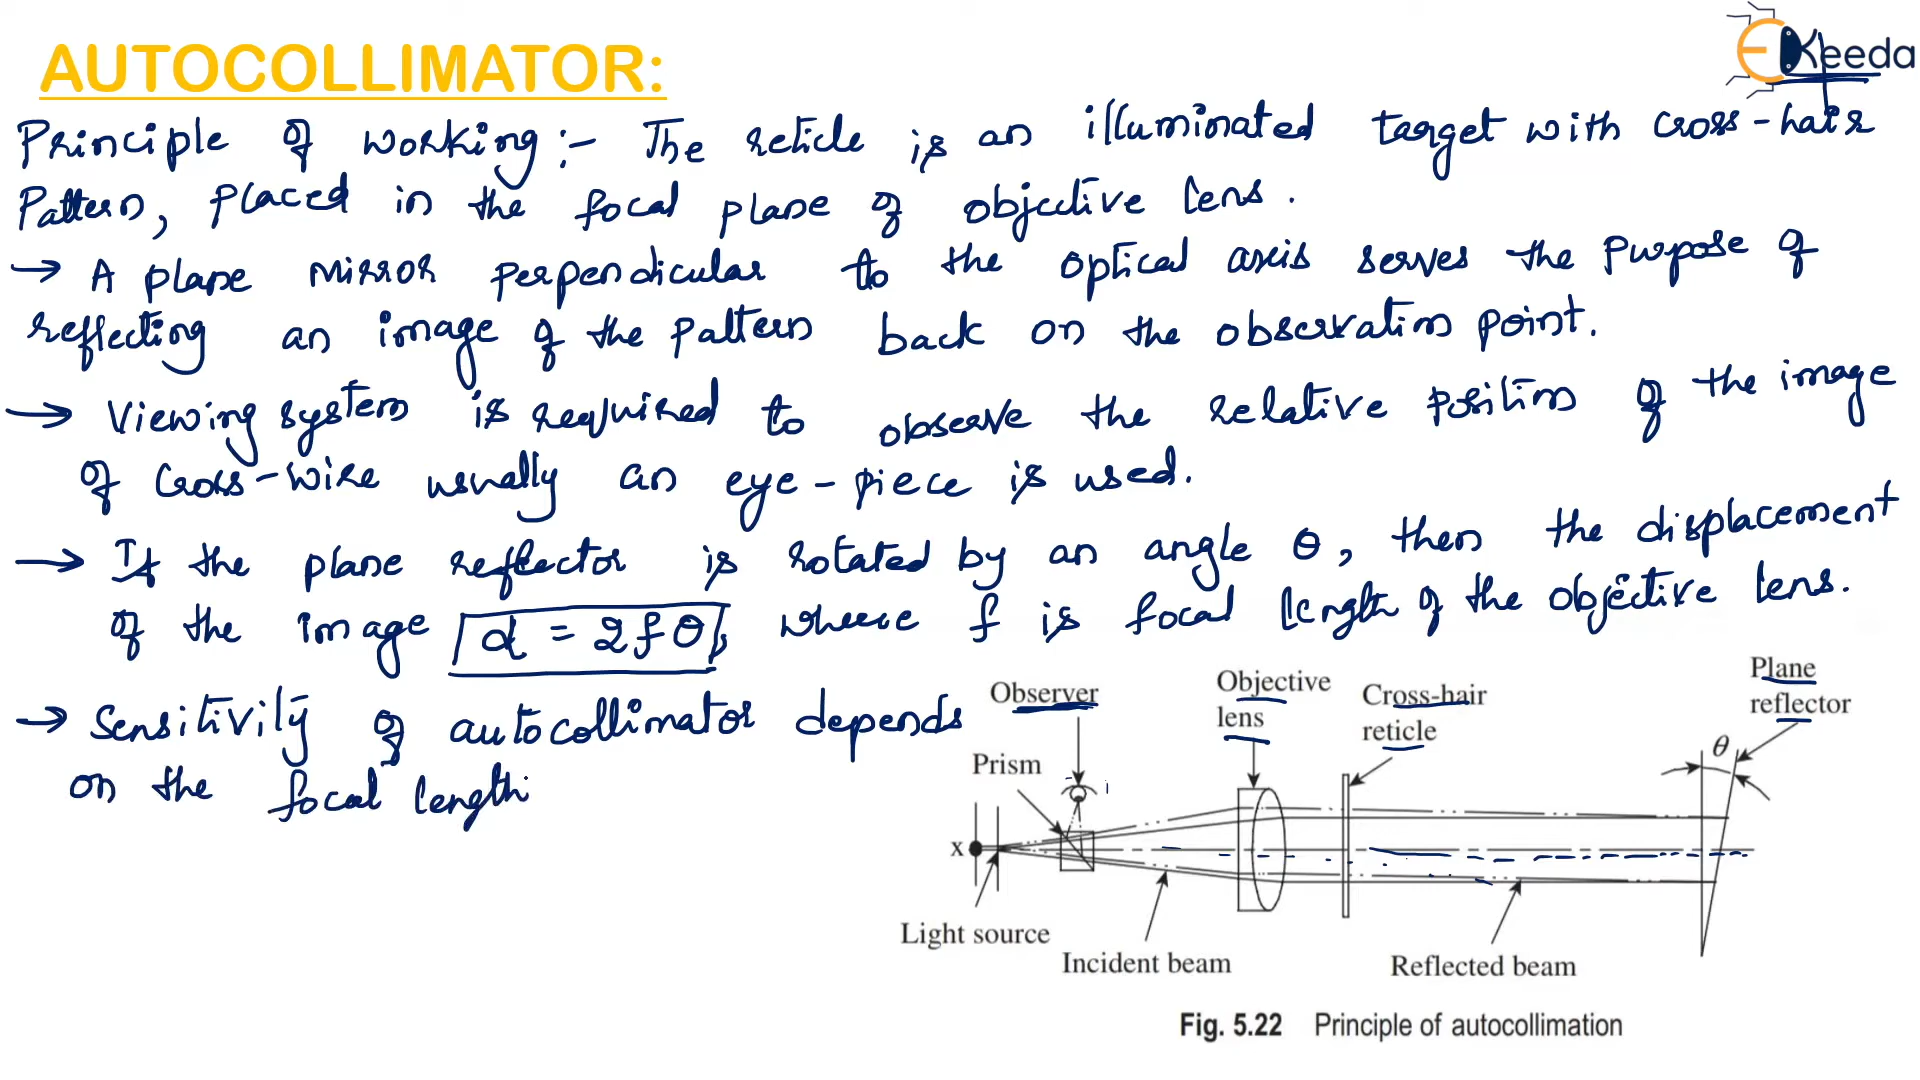 AUTOCOLLIMATOR:
EKeeda
Principle of working :- The reticle is an illuminated target with cross-hair
Pattern, placed in the focal plane of objective lens.
→ A plane mirror perpendicular to the optical axis serves the purpose of
reflecting an image of the pattern back on the observation point.
→ Viewing system is required to observe the relative position of the image
of cross-wire usually an eye-piece is used.
→ If the plane reflector is rotated by an angle θ, then the displacement
of the image d = 2fθ, where f is focal length of the objective lens.
→ Sensitivity of autocollimator depends
on the focal length
Observer
Objective
lens
Cross-hair
reticle
Plane
reflector
Prism
θ
x
Light source
Incident beam
Reflected beam
Fig. 5.22 Principle of autocollimation